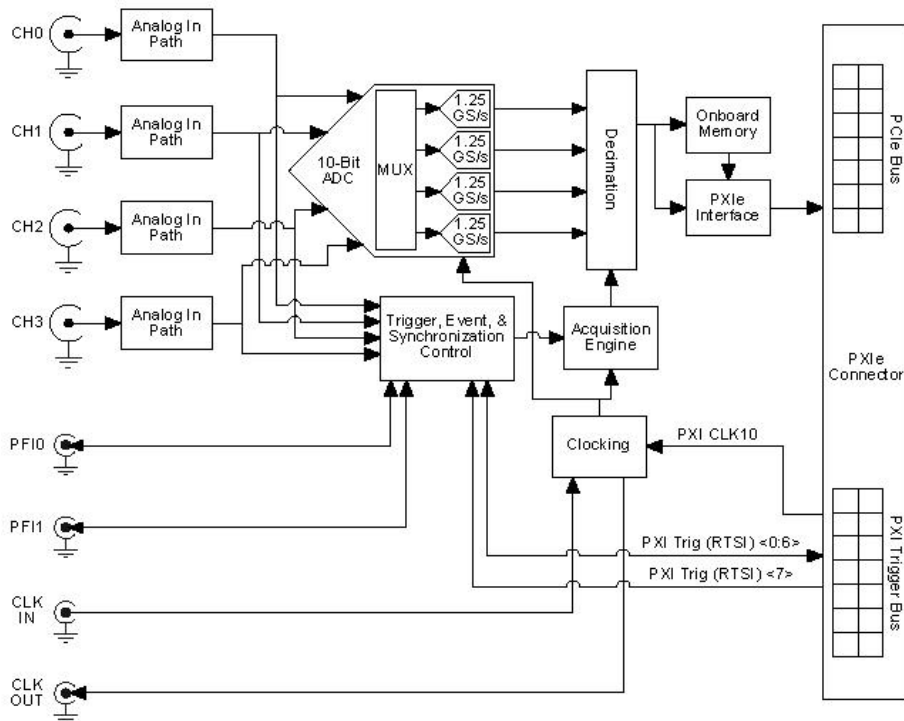 CH0
Analog In
Path
CH1
Analog In
Path
CH2
Analog In
Path
CH3
Analog In
Path
10-Bit
ADC
MUX
1.25
GS/s
1.25
GS/s
1.25
GS/s
1.25
GS/s
Decimation
Onboard
Memory
PXIe
Interface
PCIe Bus
Trigger, Event, &
Synchronization
Control
Acquisition
Engine
PXIe
Connector
PFI0
Clocking
PXI CLK10
PFI1
PXI Trig (RTSI) <0:6>
PXI Trig (RTSI) <7>
PXI Trigger Bus
CLK
IN
CLK
OUT